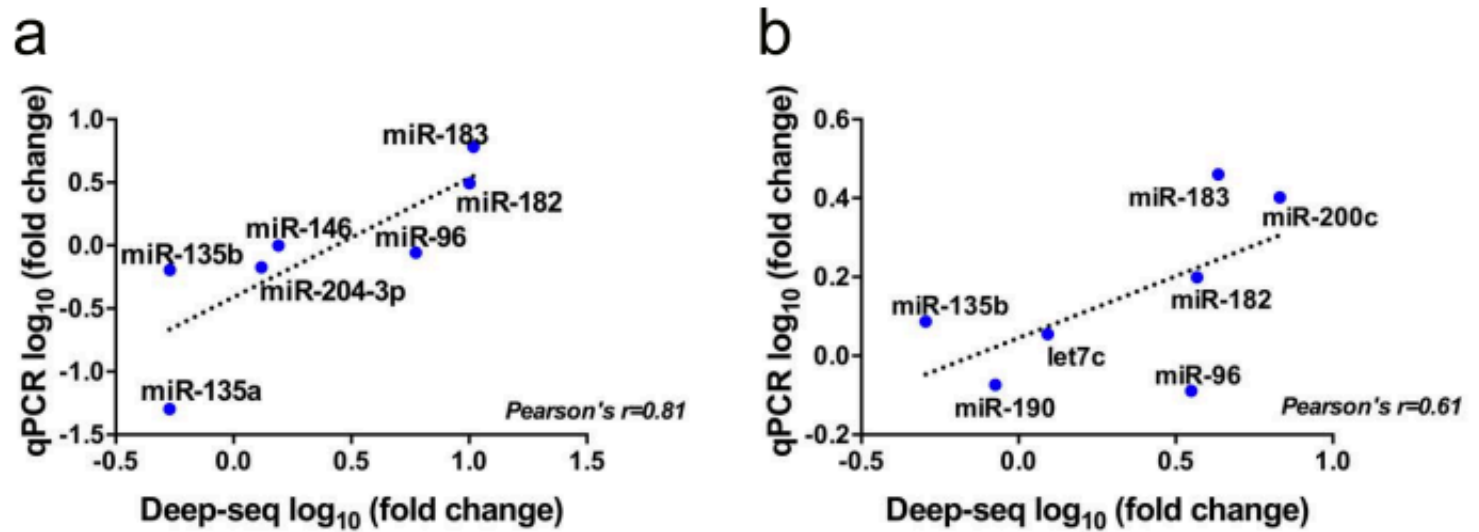 a
qPCR log10 (fold change)
1.0
0.5
0.0
-0.5
-1.0
-1.5
miR-183
miR-182
miR-146
miR-96
miR-135b
miR-204-3p
miR-135a
Pearson's r=0.81
-0.5 0.0 0.5 1.0 1.5
Deep-seq log10 (fold change)
b
qPCR log10 (fold change)
0.6
0.4
0.2
0.0
-0.2
miR-183
miR-200c
miR-182
miR-135b
let7c
miR-96
miR-190
Pearson's r=0.61
-0.5 0.0 0.5 1.0
Deep-seq log10 (fold change)